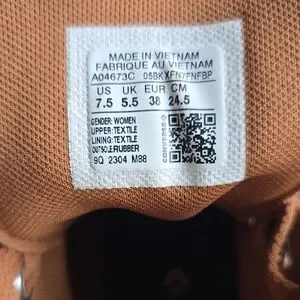 MADE IN VIETNAM
FABRIQUE AU VIETNAM
A04673C 05BKXFN7FNFBP
US UK EUR CM
7.5 5.5 38 24.5
GENDER:WOMEN
UPPER:TEXTILE
LINING:TEXTILE
OUTSOLE:RUBBER
9Q 2304 M88
CONVERSE